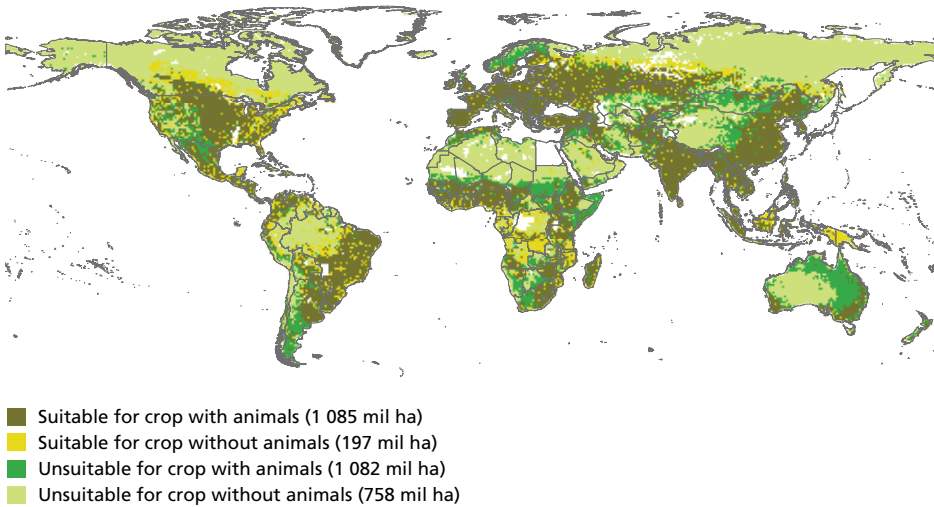 Suitable for crop with animals (1 085 mil ha)
Suitable for crop without animals (197 mil ha)
Unsuitable for crop with animals (1 082 mil ha)
Unsuitable for crop without animals (758 mil ha)